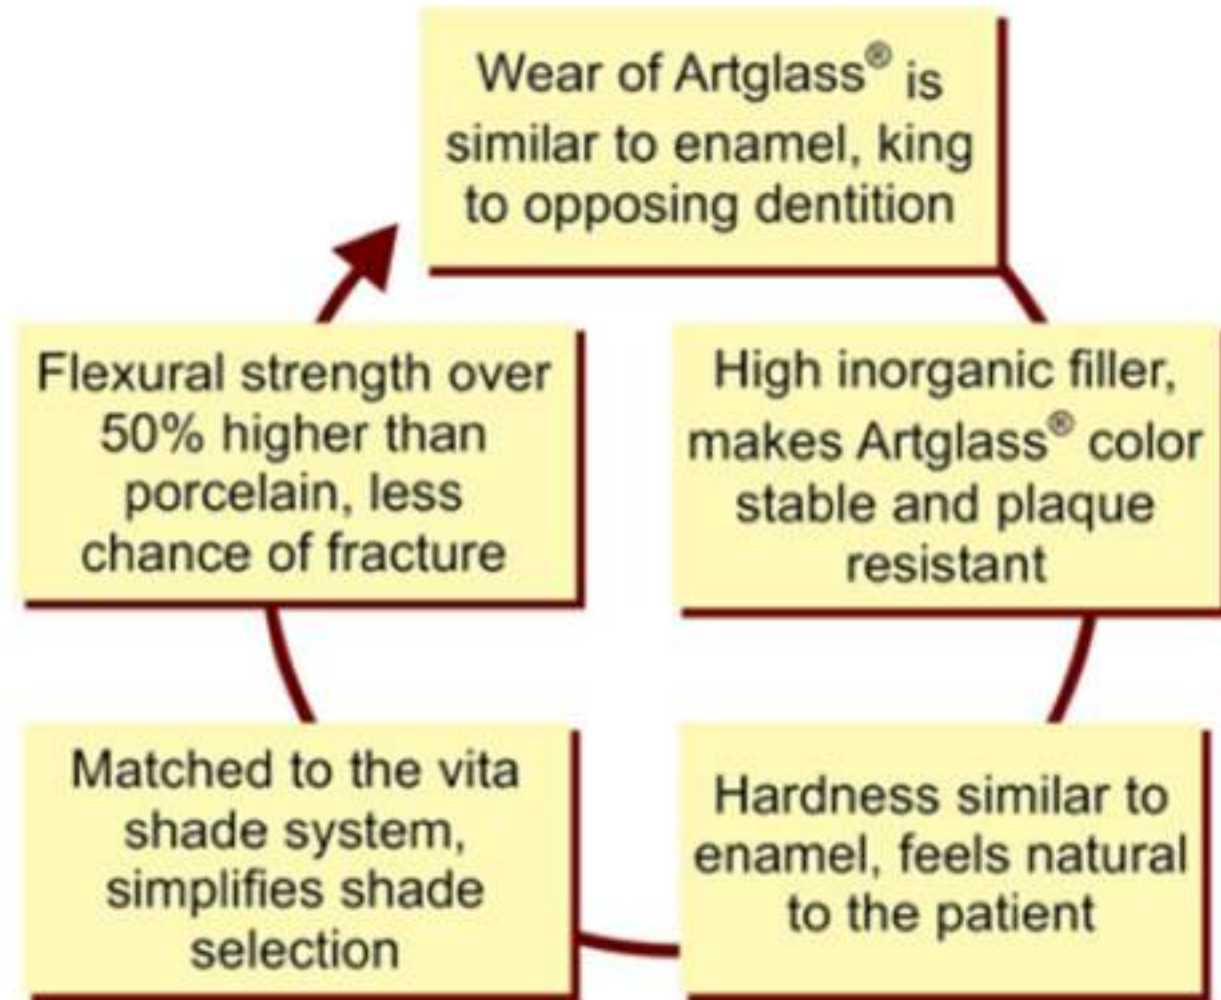 Wear of Artglass® is
similar to enamel, king
to opposing dentition
Flexural strength over
50% higher than
porcelain, less
chance of fracture
High inorganic filler,
makes Artglass® color
stable and plaque
resistant
Matched to the vita
shade system,
simplifies shade
selection
Hardness similar to
enamel, feels natural
to the patient